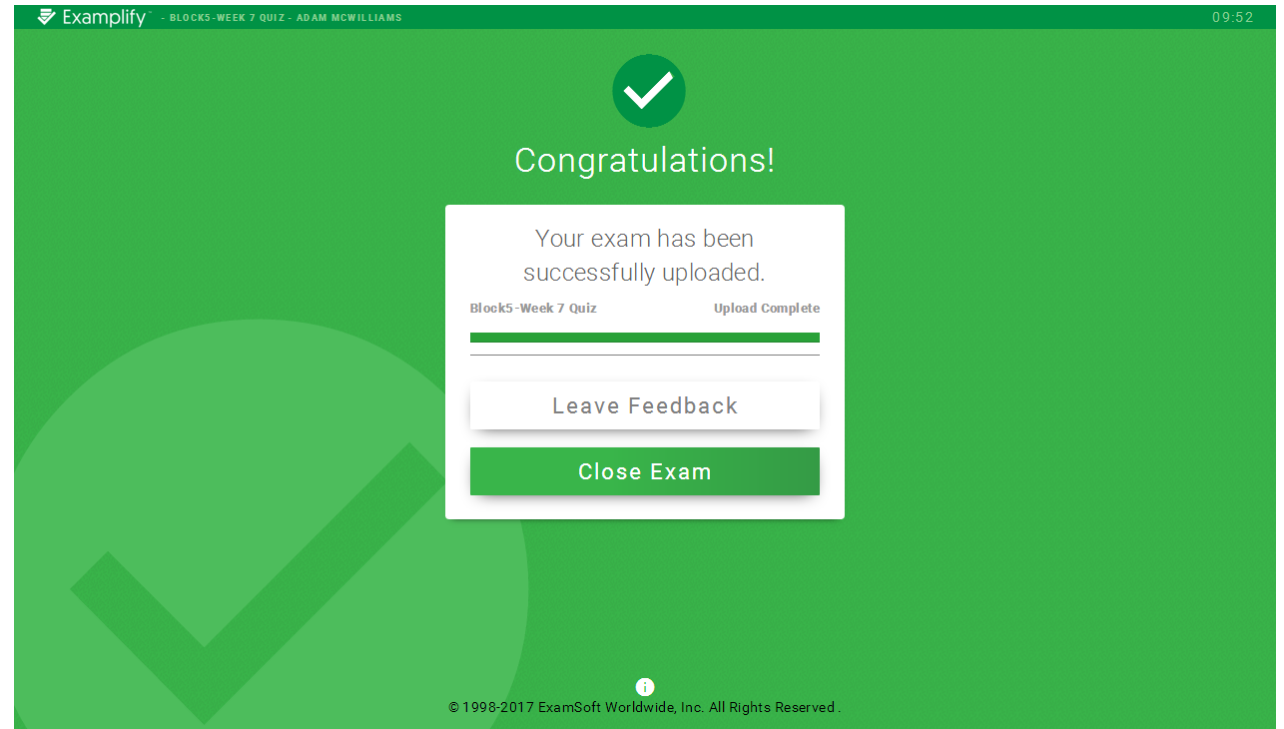 Examplify - BLOCK5-WEEK 7 QUIZ - ADAM MCWILLIAMS 09:52
Congratulations!
Your exam has been
successfully uploaded.
Block5-Week 7 Quiz Upload Complete
Leave Feedback
Close Exam
i
© 1998-2017 ExamSoft Worldwide, Inc. All Rights Reserved .